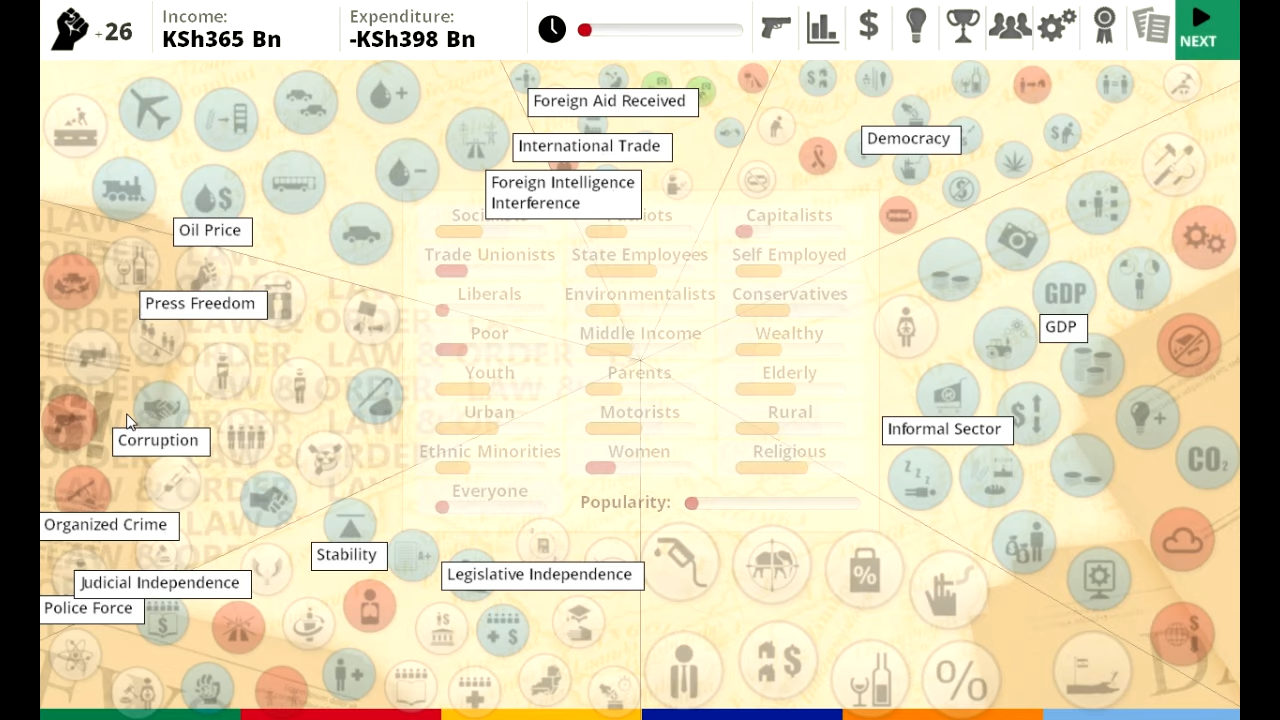 Income:
Expenditure:
+26
KSh365 Bn
-KSh398 Bn
NEXT
Foreign Aid Received
International Trade
Democracy
Foreign Intelligence
Interference
Oil Price
Patriots
Capitalists
Trade Unionists
State Employees
Self Employed
Press Freedom
Liberals
Environmentalists
Conservatives
GDP
GDP
Poor
Middle Income
Wealthy
Youth
Parents
Elderly
Urban
Motorists
Rural
Corruption
Informal Sector
Ethnic Minorities
Women
Religious
CO₂
Everyone
Popularity:
Organized Crime
Stability
Judicial Independence
Legislative Independence
Police Force
LAW & ORDER